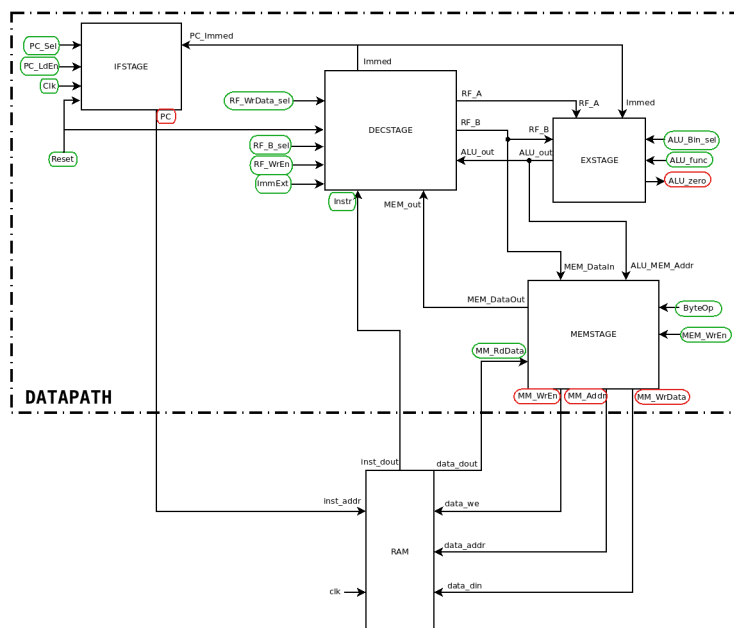 PC_Sel
PC_LdEn
Clk
Reset
IFSTAGE
PC
PC_Immed
Immed
RF_WrData_sel
RF_B_sel
RF_WrEn
ImmExt
Instr
DECSTAGE
RF_A
RF_B
ALU_out
MEM_out
RF_A
Immed
RF_B
ALU_out
EXSTAGE
ALU_Bin_sel
ALU_func
ALU_zero
MEM_DataIn
ALU_MEM_Addr
MEM_DataOut
MM_RdData
MEMSTAGE
ByteOp
MEM_WrEn
MM_WrEn
MM_Addr
MM_WrData
DATAPATH
inst_dout
data_dout
inst_addr
data_we
RAM
data_addr
clk
data_din